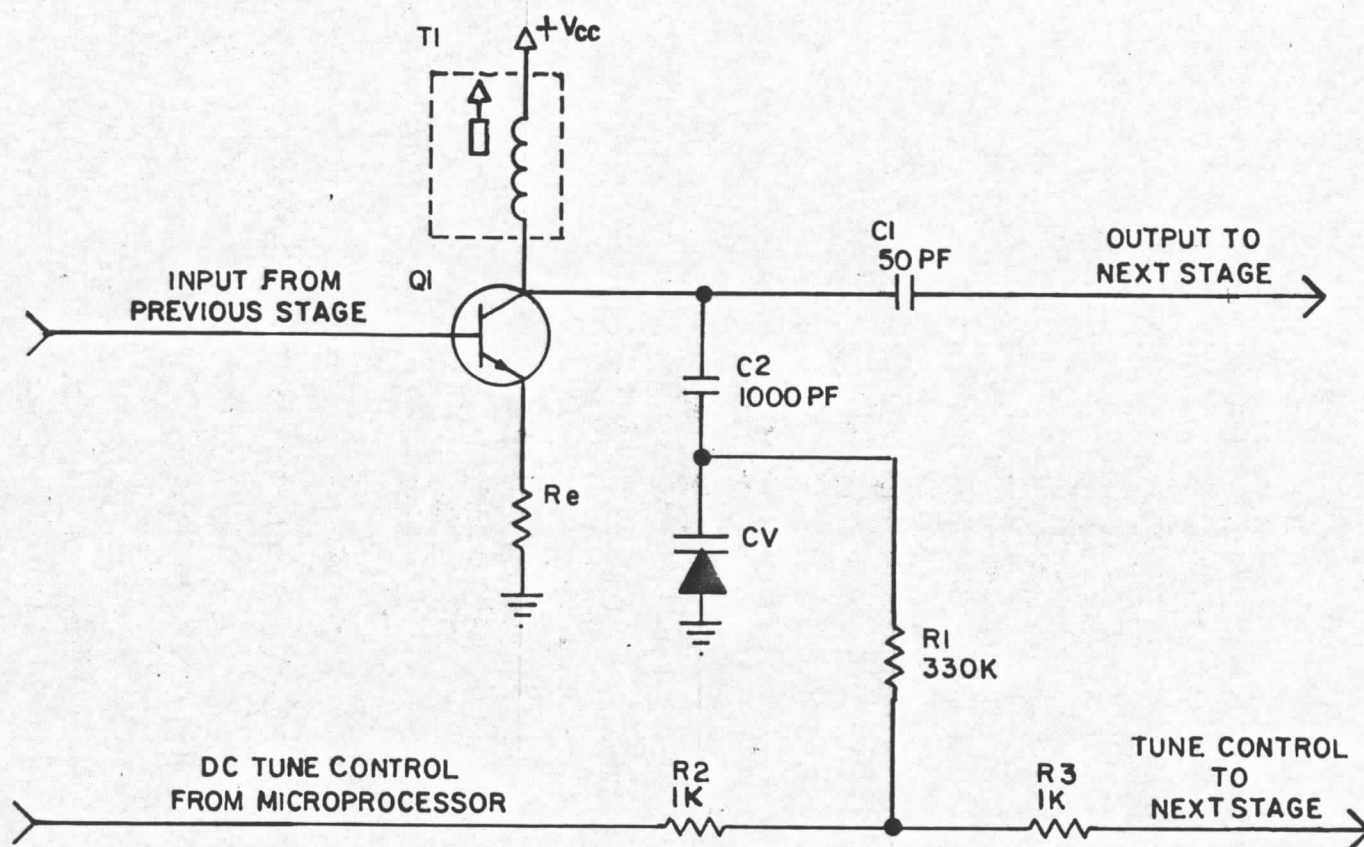 T1
+Vcc
INPUT FROM
PREVIOUS STAGE
Q1
C1
50 PF
OUTPUT TO
NEXT STAGE
C2
1000 PF
Re
CV
R1
330K
DC TUNE CONTROL
FROM MICROPROCESSOR
R2
1K
R3
1K
TUNE CONTROL
TO
NEXT STAGE